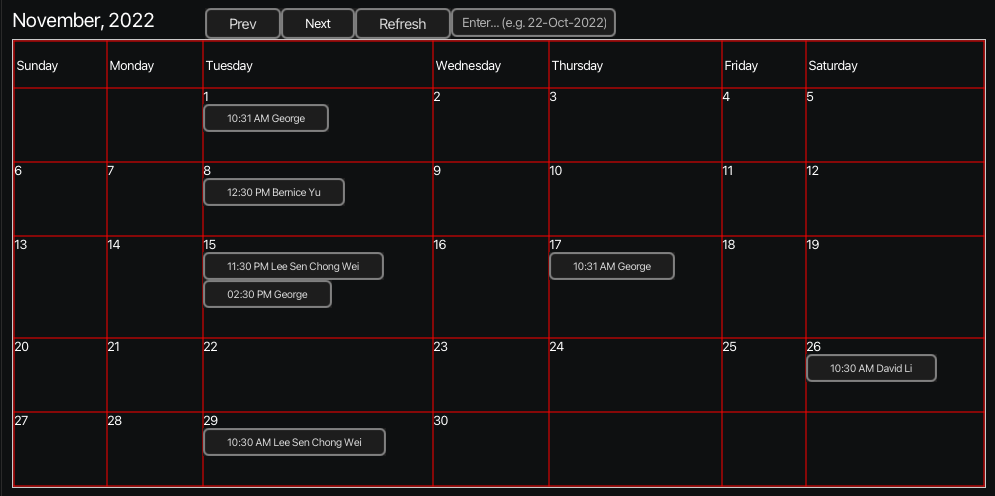 November, 2022 Prev Next Refresh Enter... (e.g. 22-Oct-2022)
Sunday Monday Tuesday Wednesday Thursday Friday Saturday
1 2 3 4 5
10:31 AM George
6 7 8 9 10 11 12
12:30 PM Bernice Yu
13 14 15 16 17 18 19
11:30 PM Lee Sen Chong Wei 10:31 AM George
02:30 PM George
20 21 22 23 24 25 26
10:30 AM David Li
27 28 29 30
10:30 AM Lee Sen Chong Wei